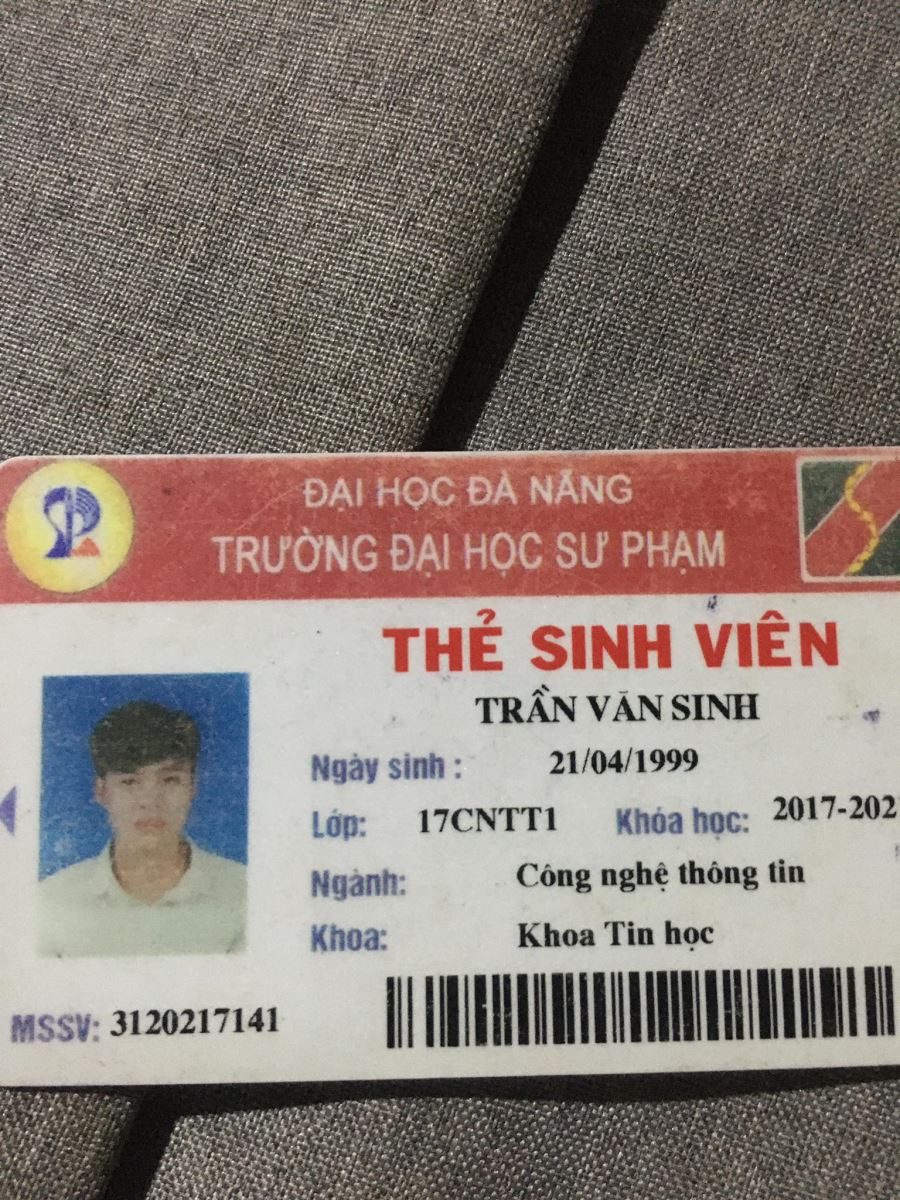 ĐẠI HỌC ĐÀ NẴNG
TRƯỜNG ĐẠI HỌC SƯ PHẠM
THẺ SINH VIÊN
TRẦN VĂN SINH
Ngày sinh : 21/04/1999
Lớp: 17CNTT1 Khóa học: 2017-202
Ngành: Công nghệ thông tin
Khoa: Khoa Tin học
MSSV: 3120217141